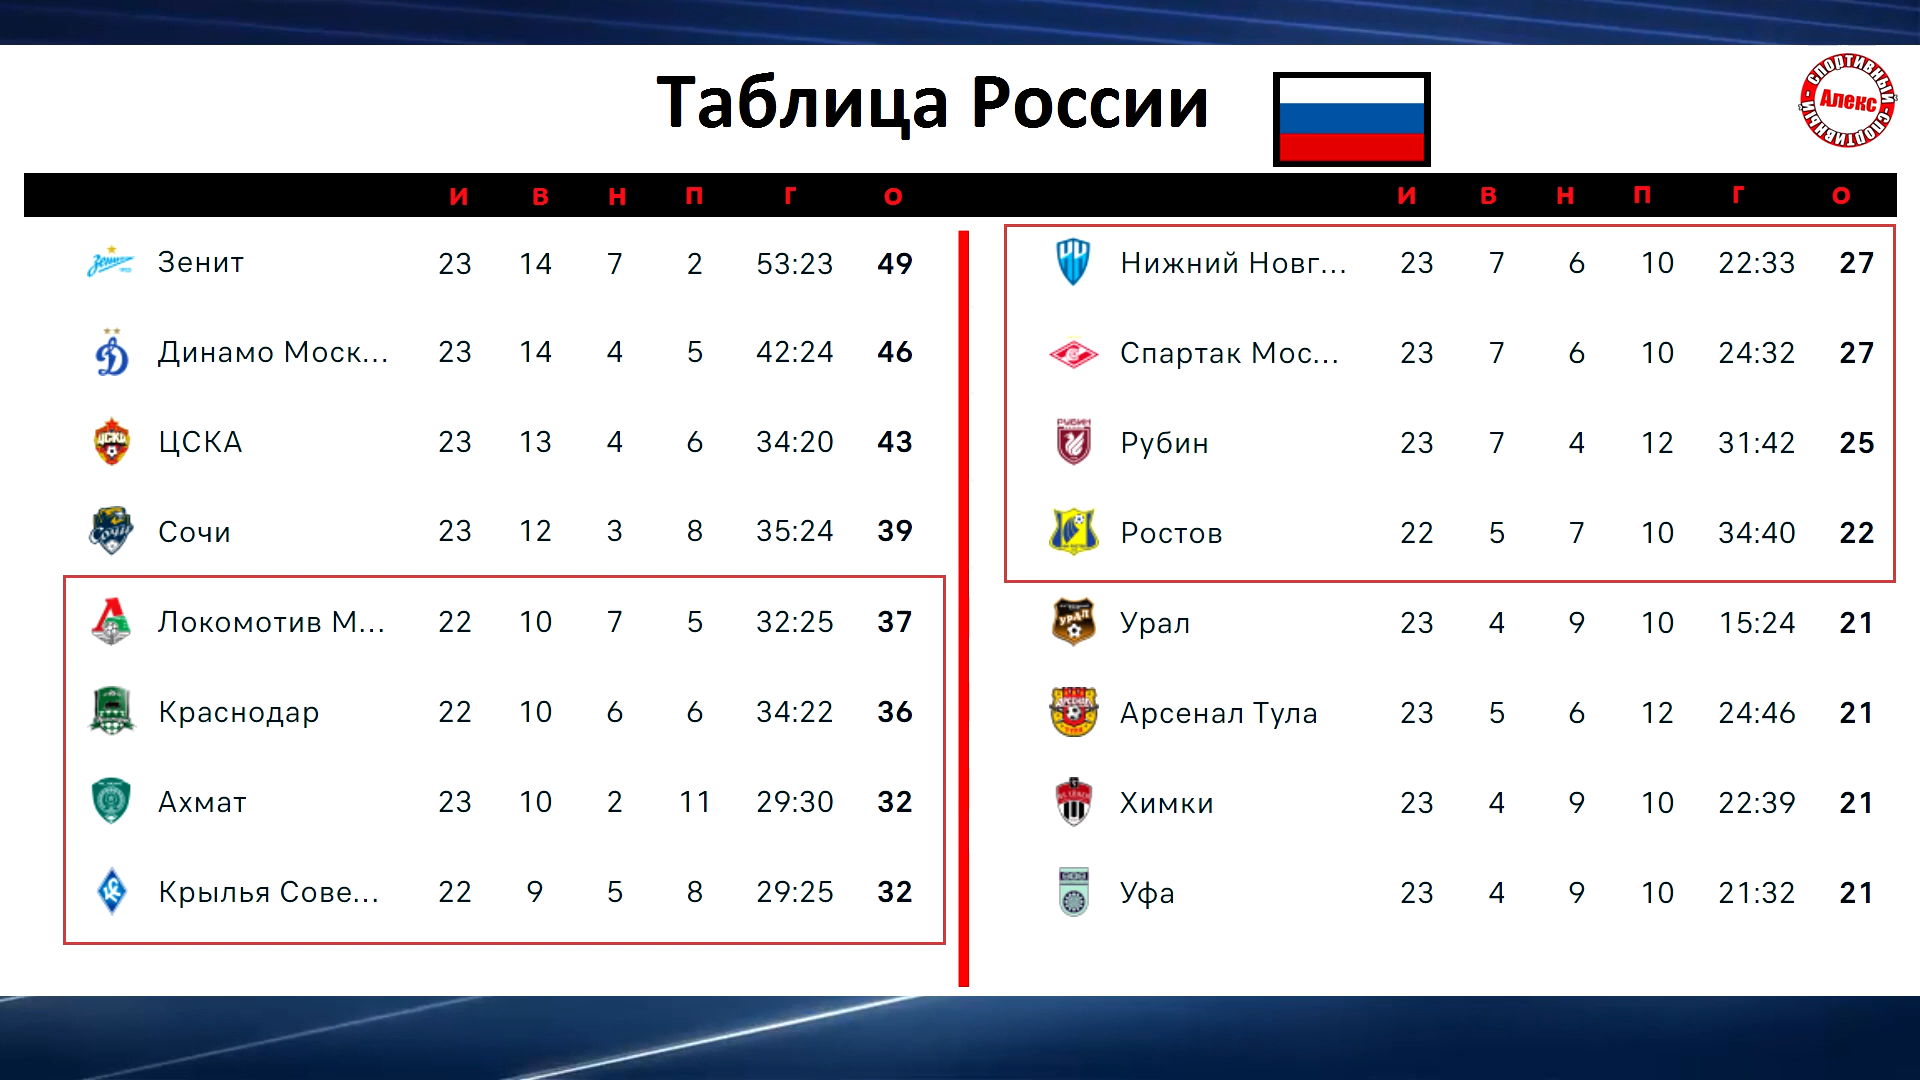 Таблица России
СПОРТИВНЫЙ
Алекс
СПОРТИВНЫЙ
И В Н П Г О
Зенит 23 14 7 2 53:23 49
Динамо Моск... 23 14 4 5 42:24 46
ЦСКА 23 13 4 6 34:20 43
Сочи 23 12 3 8 35:24 39
Локомотив М... 22 10 7 5 32:25 37
Краснодар 22 10 6 6 34:22 36
Ахмат 23 10 2 11 29:30 32
Крылья Сове... 22 9 5 8 29:25 32
И В Н П Г О
Нижний Новг... 23 7 6 10 22:33 27
Спартак Мос... 23 7 6 10 24:32 27
РУБИН
Рубин 23 7 4 12 31:42 25
Ростов 22 5 7 10 34:40 22
Урал 23 4 9 10 15:24 21
Арсенал Тула 23 5 6 12 24:46 21
Химки 23 4 9 10 22:39 21
Уфа 23 4 9 10 21:32 21